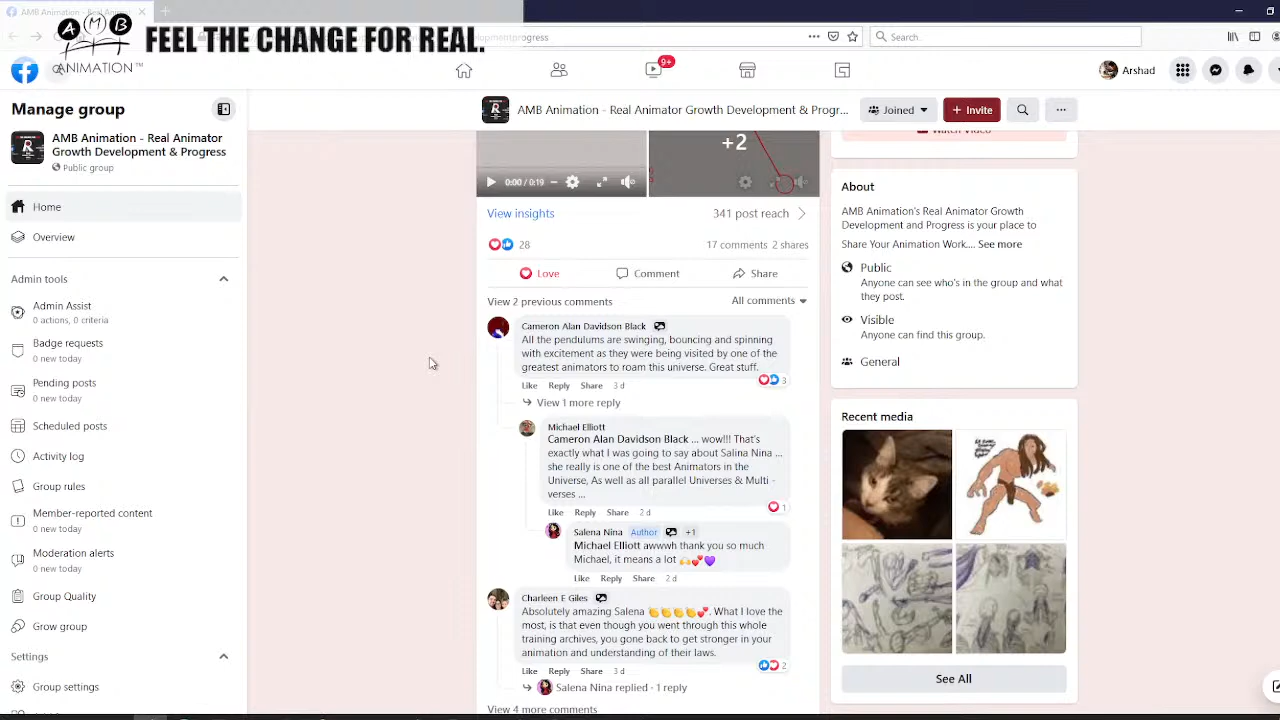 AMB Animation - Real Animat
AMB
ANIMATION™
FEEL THE CHANGE FOR REAL.
progress
Search
9+
Arshad
Manage group
AMB Animation - Real Animator
Growth Development & Progress
Public group
Home
Overview
Admin tools
Admin Assist
0 actions, 0 criteria
Badge requests
0 new today
Pending posts
0 new today
Scheduled posts
Activity log
Group rules
Member-reported content
0 new today
Moderation alerts
0 new today
Group Quality
Grow group
Settings
Group settings
AMB Animation - Real Animator Growth Development & Progr...
Joined
+ Invite
+2
0:00 / 0:19
View insights
341 post reach
28
17 comments 2 shares
Love
Comment
Share
View 2 previous comments
All comments
Cameron Alan Davidson Black
All the pendulums are swinging, bouncing and spinning
with excitement as they were being visited by one of the
greatest animators to roam this universe. Great stuff.
3
Like Reply Share 3 d
View 1 more reply
Michael Elliott
Cameron Alan Davidson Black ... wow!!! That's
exactly what I was going to say about Salina Nina ...
she really is one of the best Animators in the
Universe, As well as all parallel Universes & Multi -
verses ...
1
Like Reply Share 2 d
Salena Nina Author +1
Michael Elliott awwwh thank you so much
Michael, it means a lot 🙌💕💜
Like Reply Share 2 d
Charleen E Giles
Absolutely amazing Salena 👏👏👏👏💕. What I love the
most, is that even though you went through this whole
training archives, you gone back to get stronger in your
animation and understanding of their laws.
2
Like Reply Share 3 d
Salena Nina replied · 1 reply
View 4 more comments
Watch Video
About
AMB Animation's Real Animator Growth
Development and Progress is your place to
Share Your Animation Work.... See more
Public
Anyone can see who's in the group and what
they post.
Visible
Anyone can find this group.
General
Recent media
See All